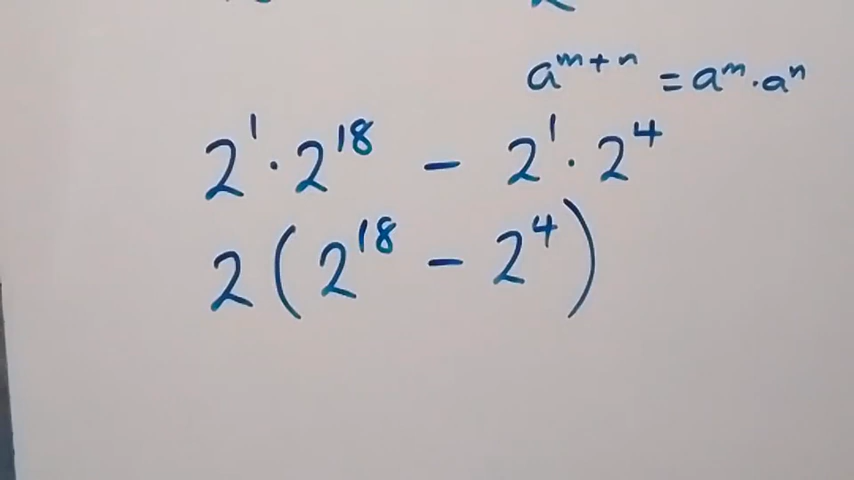 a^{m+n} = a^m · a^n
2^1 · 2^{18} − 2^1 · 2^4
2(2^{18} − 2^4)